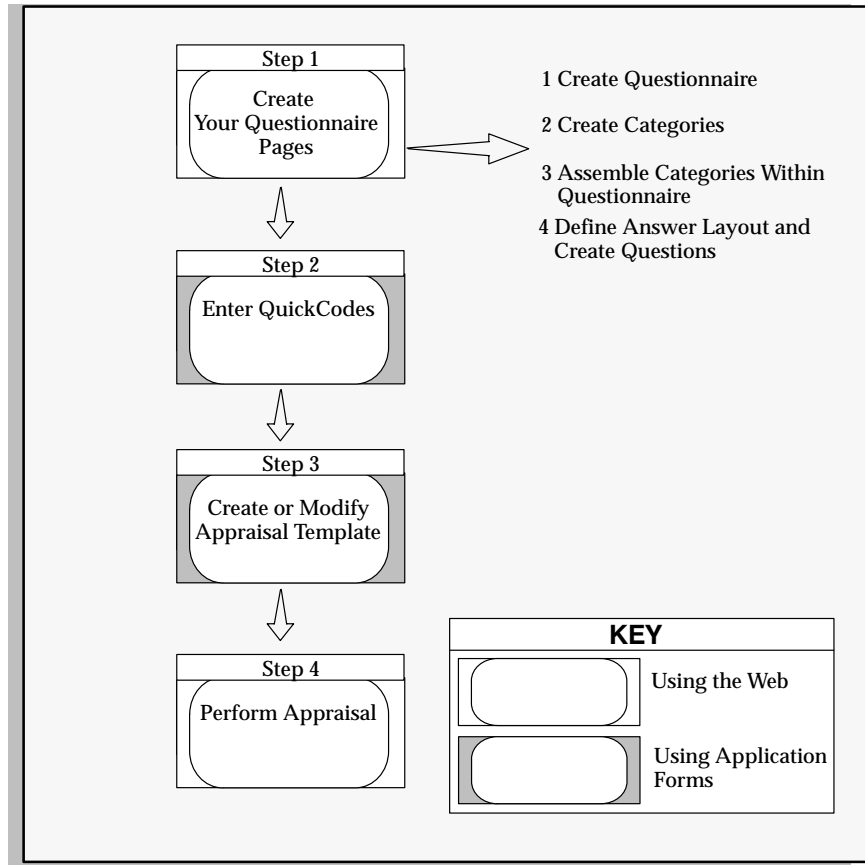 Step 1
Create
Your Questionnaire
Pages
1 Create Questionnaire
2 Create Categories
3 Assemble Categories Within
Questionnaire
4 Define Answer Layout and
Create Questions
Step 2
Enter QuickCodes
Step 3
Create or Modify
Appraisal Template
Step 4
Perform Appraisal
KEY
Using the Web
Using Application
Forms